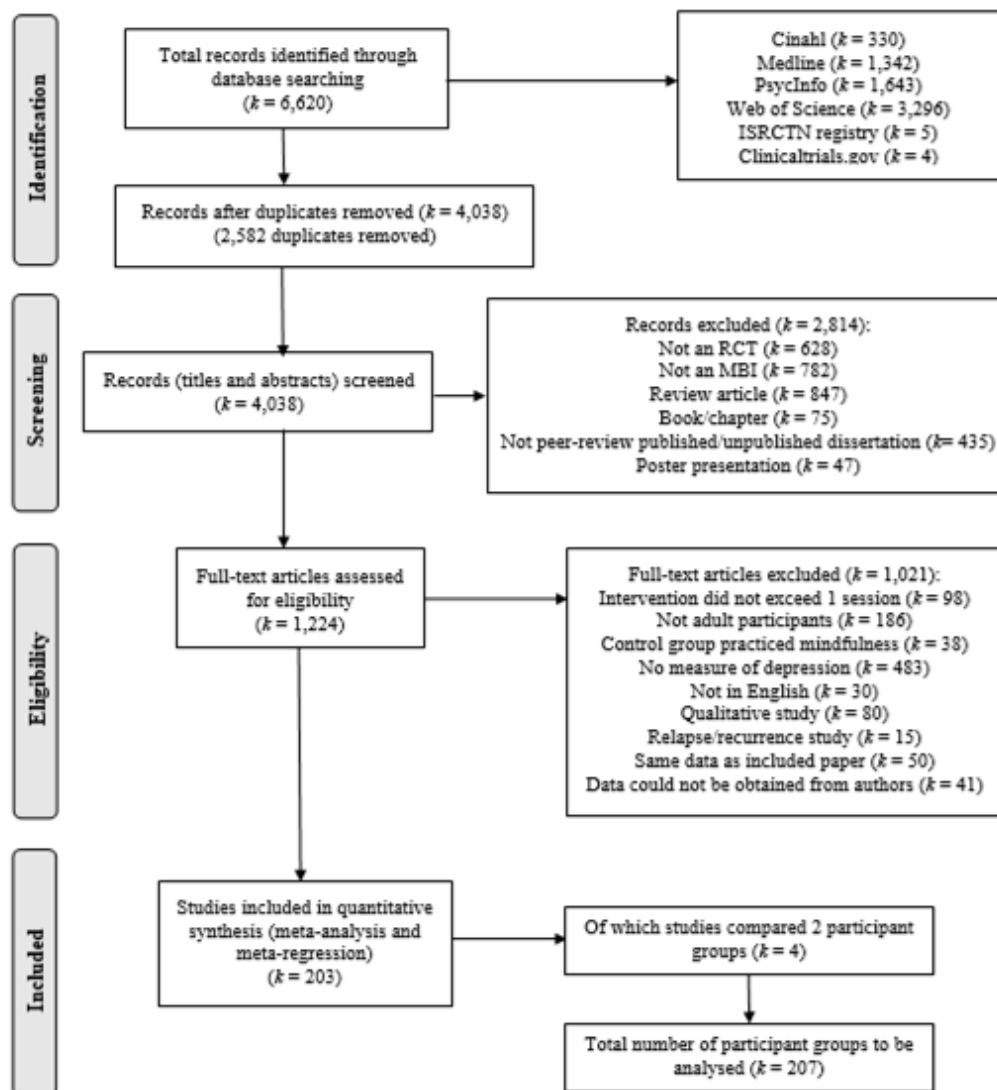 Identification
Total records identified through
database searching
(k = 6,620)
Cinahl (k = 330)
Medline (k = 1,342)
PsycInfo (k = 1,643)
Web of Science (k = 3,296)
ISRCTN registry (k = 5)
Clinicaltrials.gov (k = 4)
Records after duplicates removed (k = 4,038)
(2,582 duplicates removed)
Screening
Records (titles and abstracts) screened
(k = 4,038)
Records excluded (k = 2,814):
Not an RCT (k = 628)
Not an MBI (k = 782)
Review article (k = 847)
Book/chapter (k = 75)
Not peer-review published/unpublished dissertation (k= 435)
Poster presentation (k = 47)
Eligibility
Full-text articles assessed
for eligibility
(k = 1,224)
Full-text articles excluded (k = 1,021):
Intervention did not exceed 1 session (k = 98)
Not adult participants (k = 186)
Control group practiced mindfulness (k = 38)
No measure of depression (k = 483)
Not in English (k = 30)
Qualitative study (k = 80)
Relapse/recurrence study (k = 15)
Same data as included paper (k = 50)
Data could not be obtained from authors (k = 41)
Included
Studies included in quantitative
synthesis (meta-analysis and
meta-regression)
(k = 203)
Of which studies compared 2 participant
groups (k = 4)
Total number of participant groups to be
analysed (k = 207)